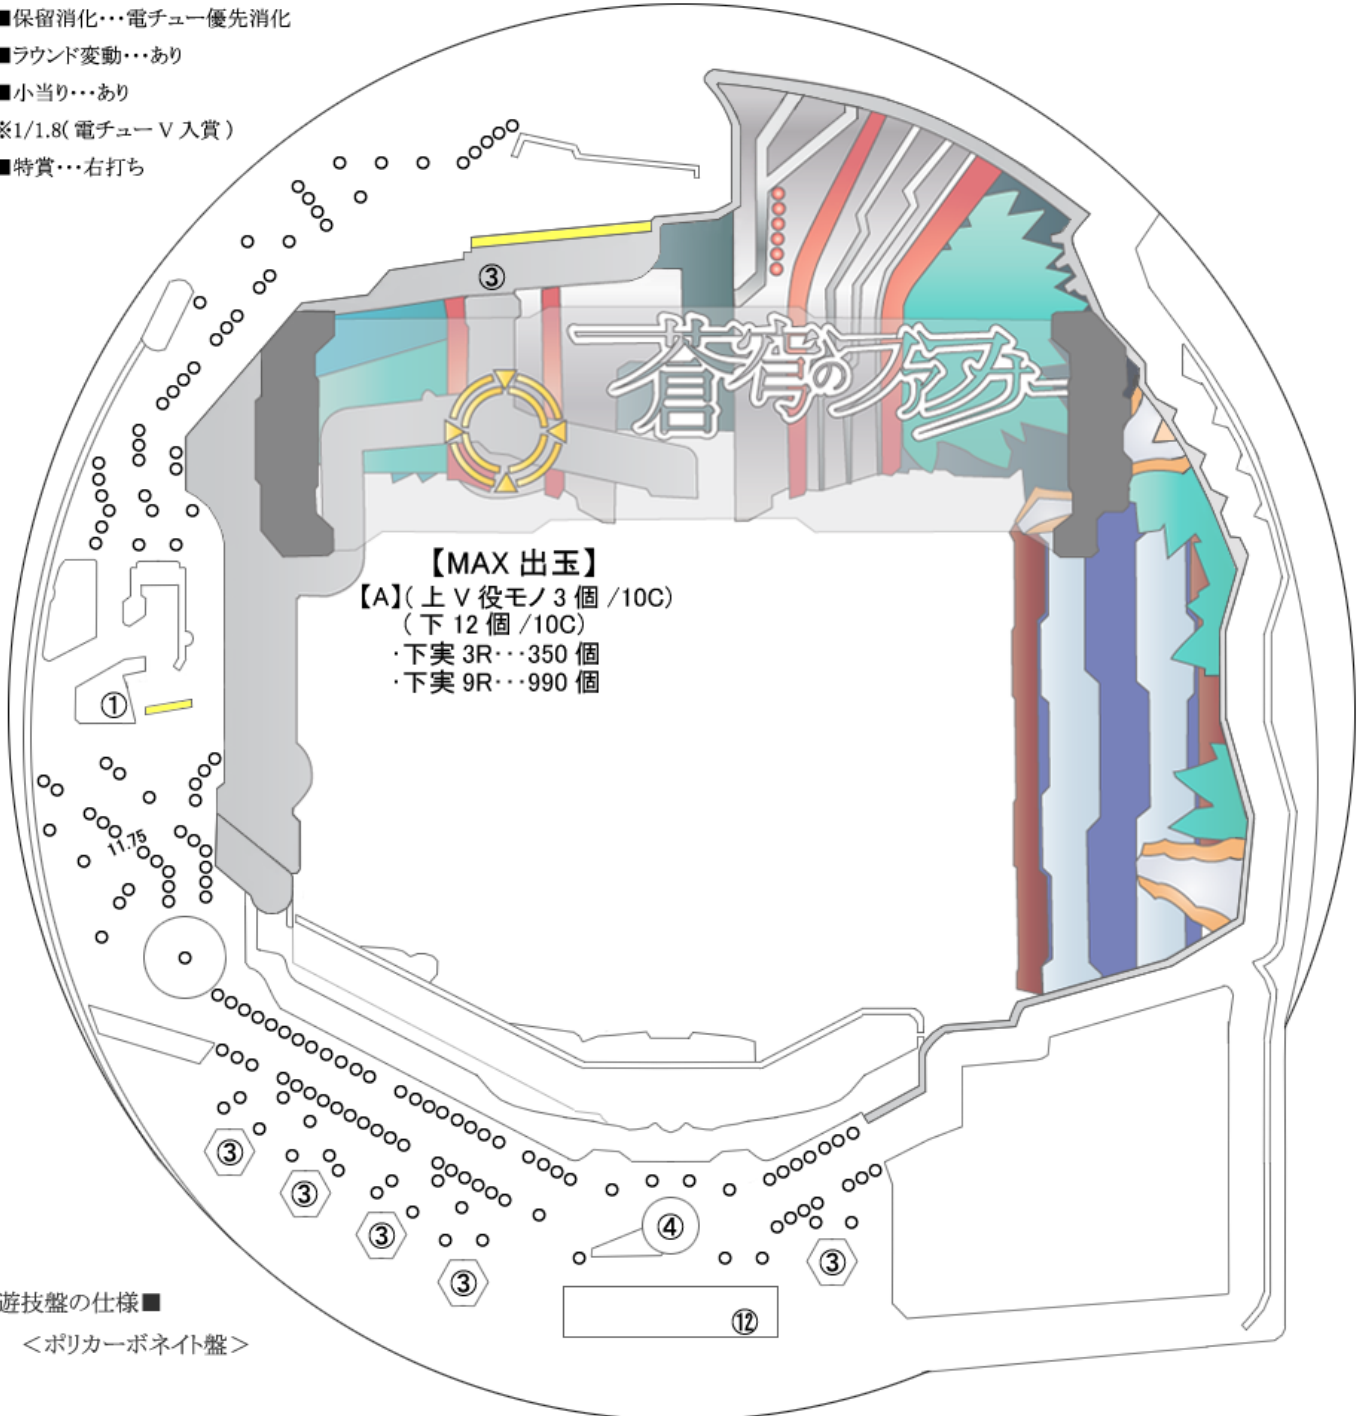 ■保留消化･･･電チュー優先消化
■ラウンド変動･･･あり
■小当り･･･あり
※1/1.8( 電チュー V 入賞 )
■特賞･･･右打ち
③
蒼穹のファフナー
【MAX 出玉】
【A】( 上 V 役モノ 3 個 /10C)
( 下 12 個 /10C)
･下実 3R･･･350 個
･下実 9R･･･990 個
①
11.75
③
③
③
③
④
③
⑫
遊技盤の仕様■
＜ポリカーボネイト盤＞